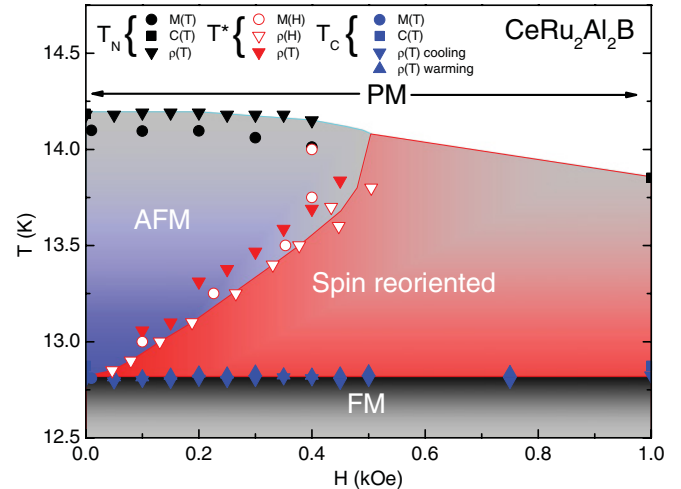 T_N { M(T) C(T) ρ(T)
T* { M(H) ρ(H) ρ(T)
T_C { M(T) C(T) ρ(T) cooling ρ(T) warming
CeRu₂Al₂B
PM
AFM
Spin reoriented
FM
T (K)
14.5
14.0
13.5
13.0
12.5
0.0 0.2 0.4 0.6 0.8 1.0
H (kOe)